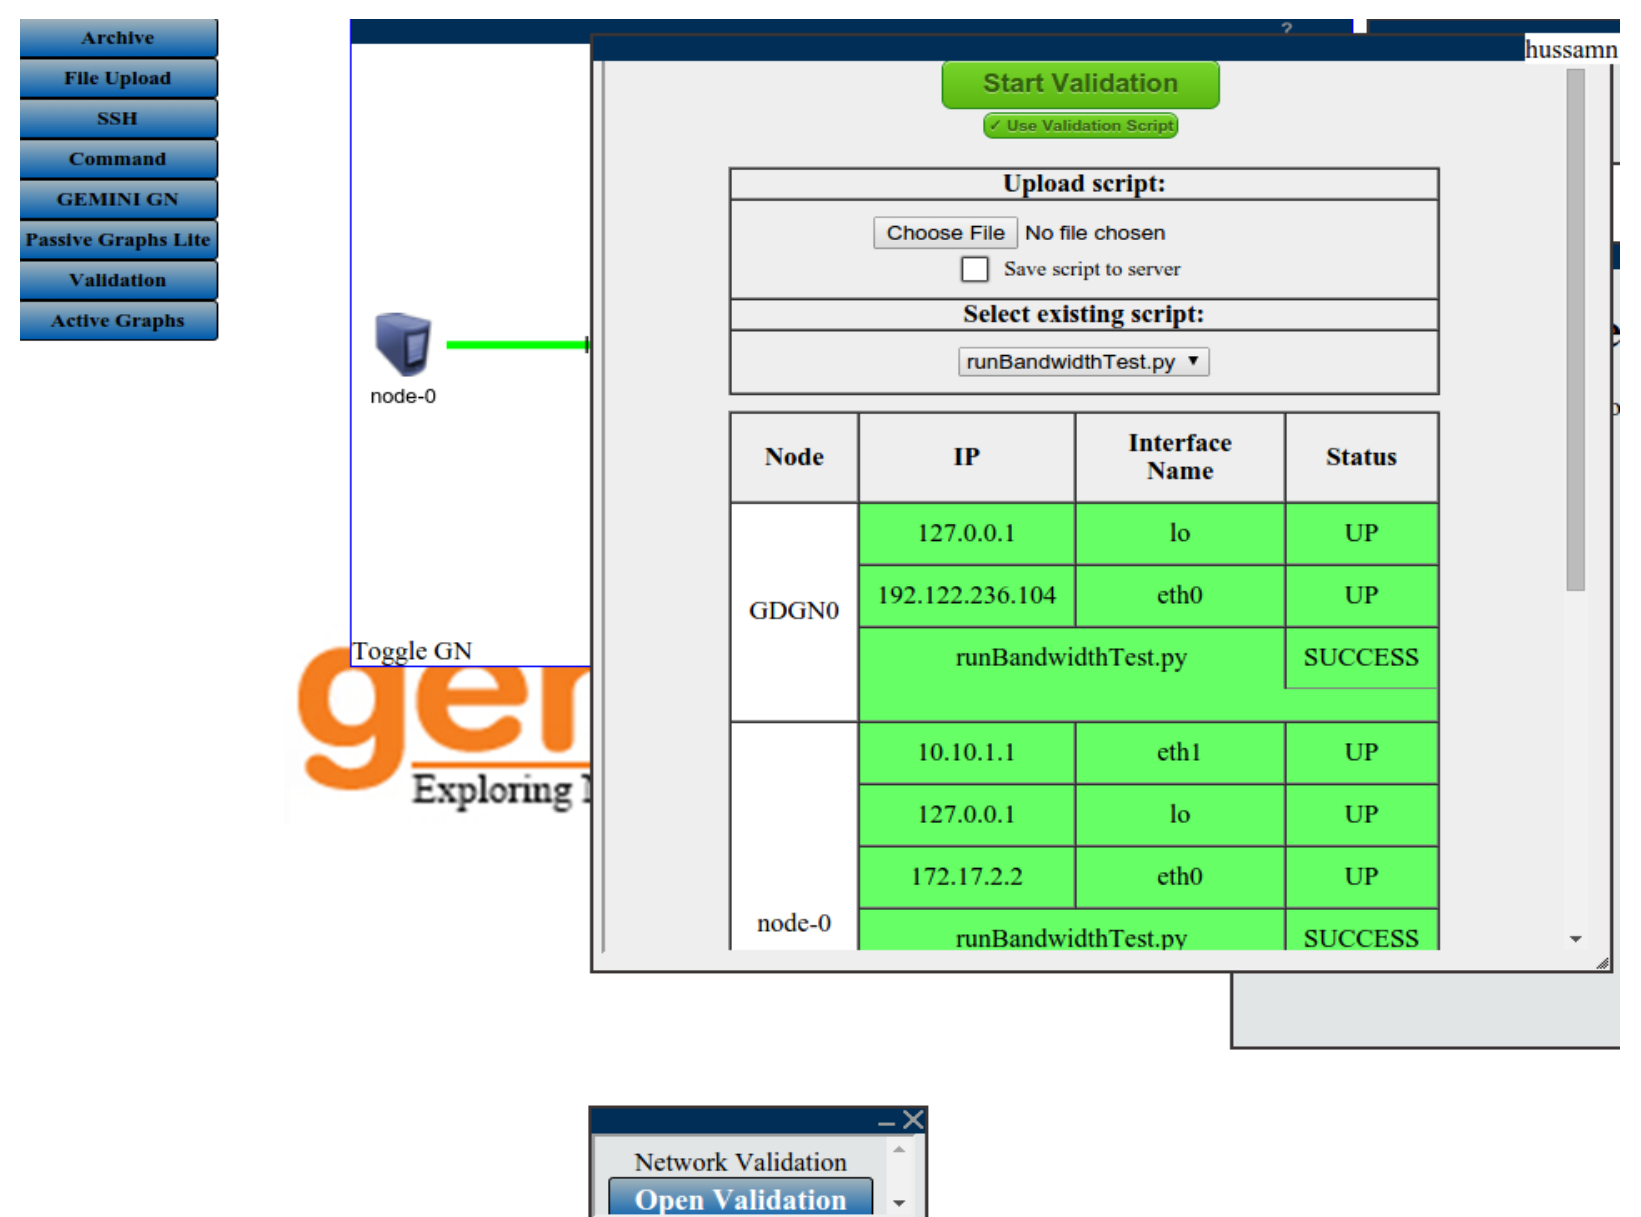 Archive
File Upload
SSH
Command
GEMINI GN
Passive Graphs Lite
Validation
Active Graphs
?
hussamn
Start Validation
✓ Use Validation Script
Upload script:
Choose File No file chosen
Save script to server
Select existing script:
runBandwidthTest.py ▼
node-0
Toggle GN
Exploring
Node IP Interface Name Status
GDGN0
127.0.0.1 lo UP
192.122.236.104 eth0 UP
runBandwidthTest.py SUCCESS
node-0
10.10.1.1 eth1 UP
127.0.0.1 lo UP
172.17.2.2 eth0 UP
runBandwidthTest.py SUCCESS
Network Validation
Open Validation